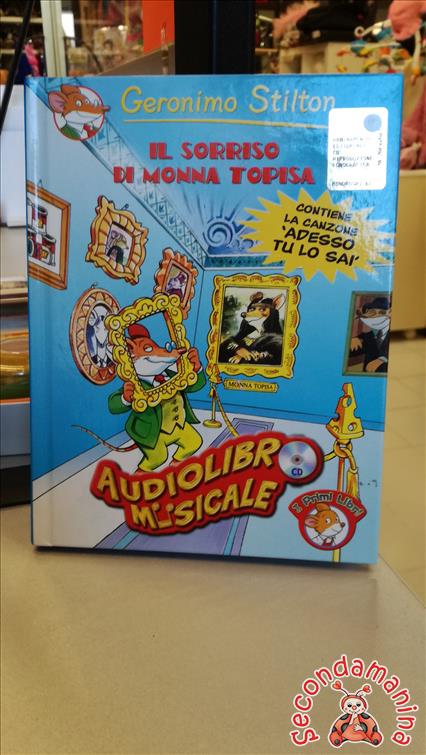 Geronimo Stilton
IL SORRISO
DI MONNA TOPISA
CONTIENE
LA CANZONE
'ADESSO
TU LO SAI'
MONNA TOPISA
AUDIOLIBRO
CD
MUSICALE
I Primi Libri
secondamanina